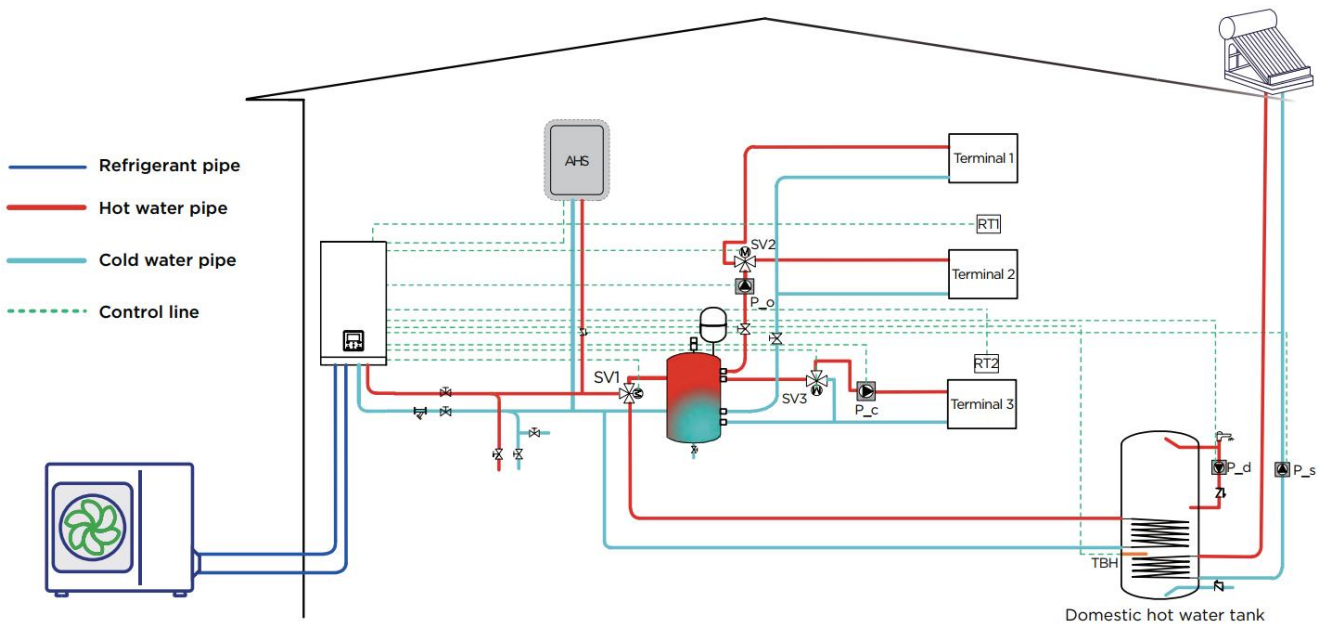 Refrigerant pipe
Hot water pipe
Cold water pipe
Control line
AHS
Terminal 1
RT1
SV2
M
Terminal 2
P_o
RT2
SV1
M
SV3
M
P_c
Terminal 3
P_d
P_s
TBH
Domestic hot water tank